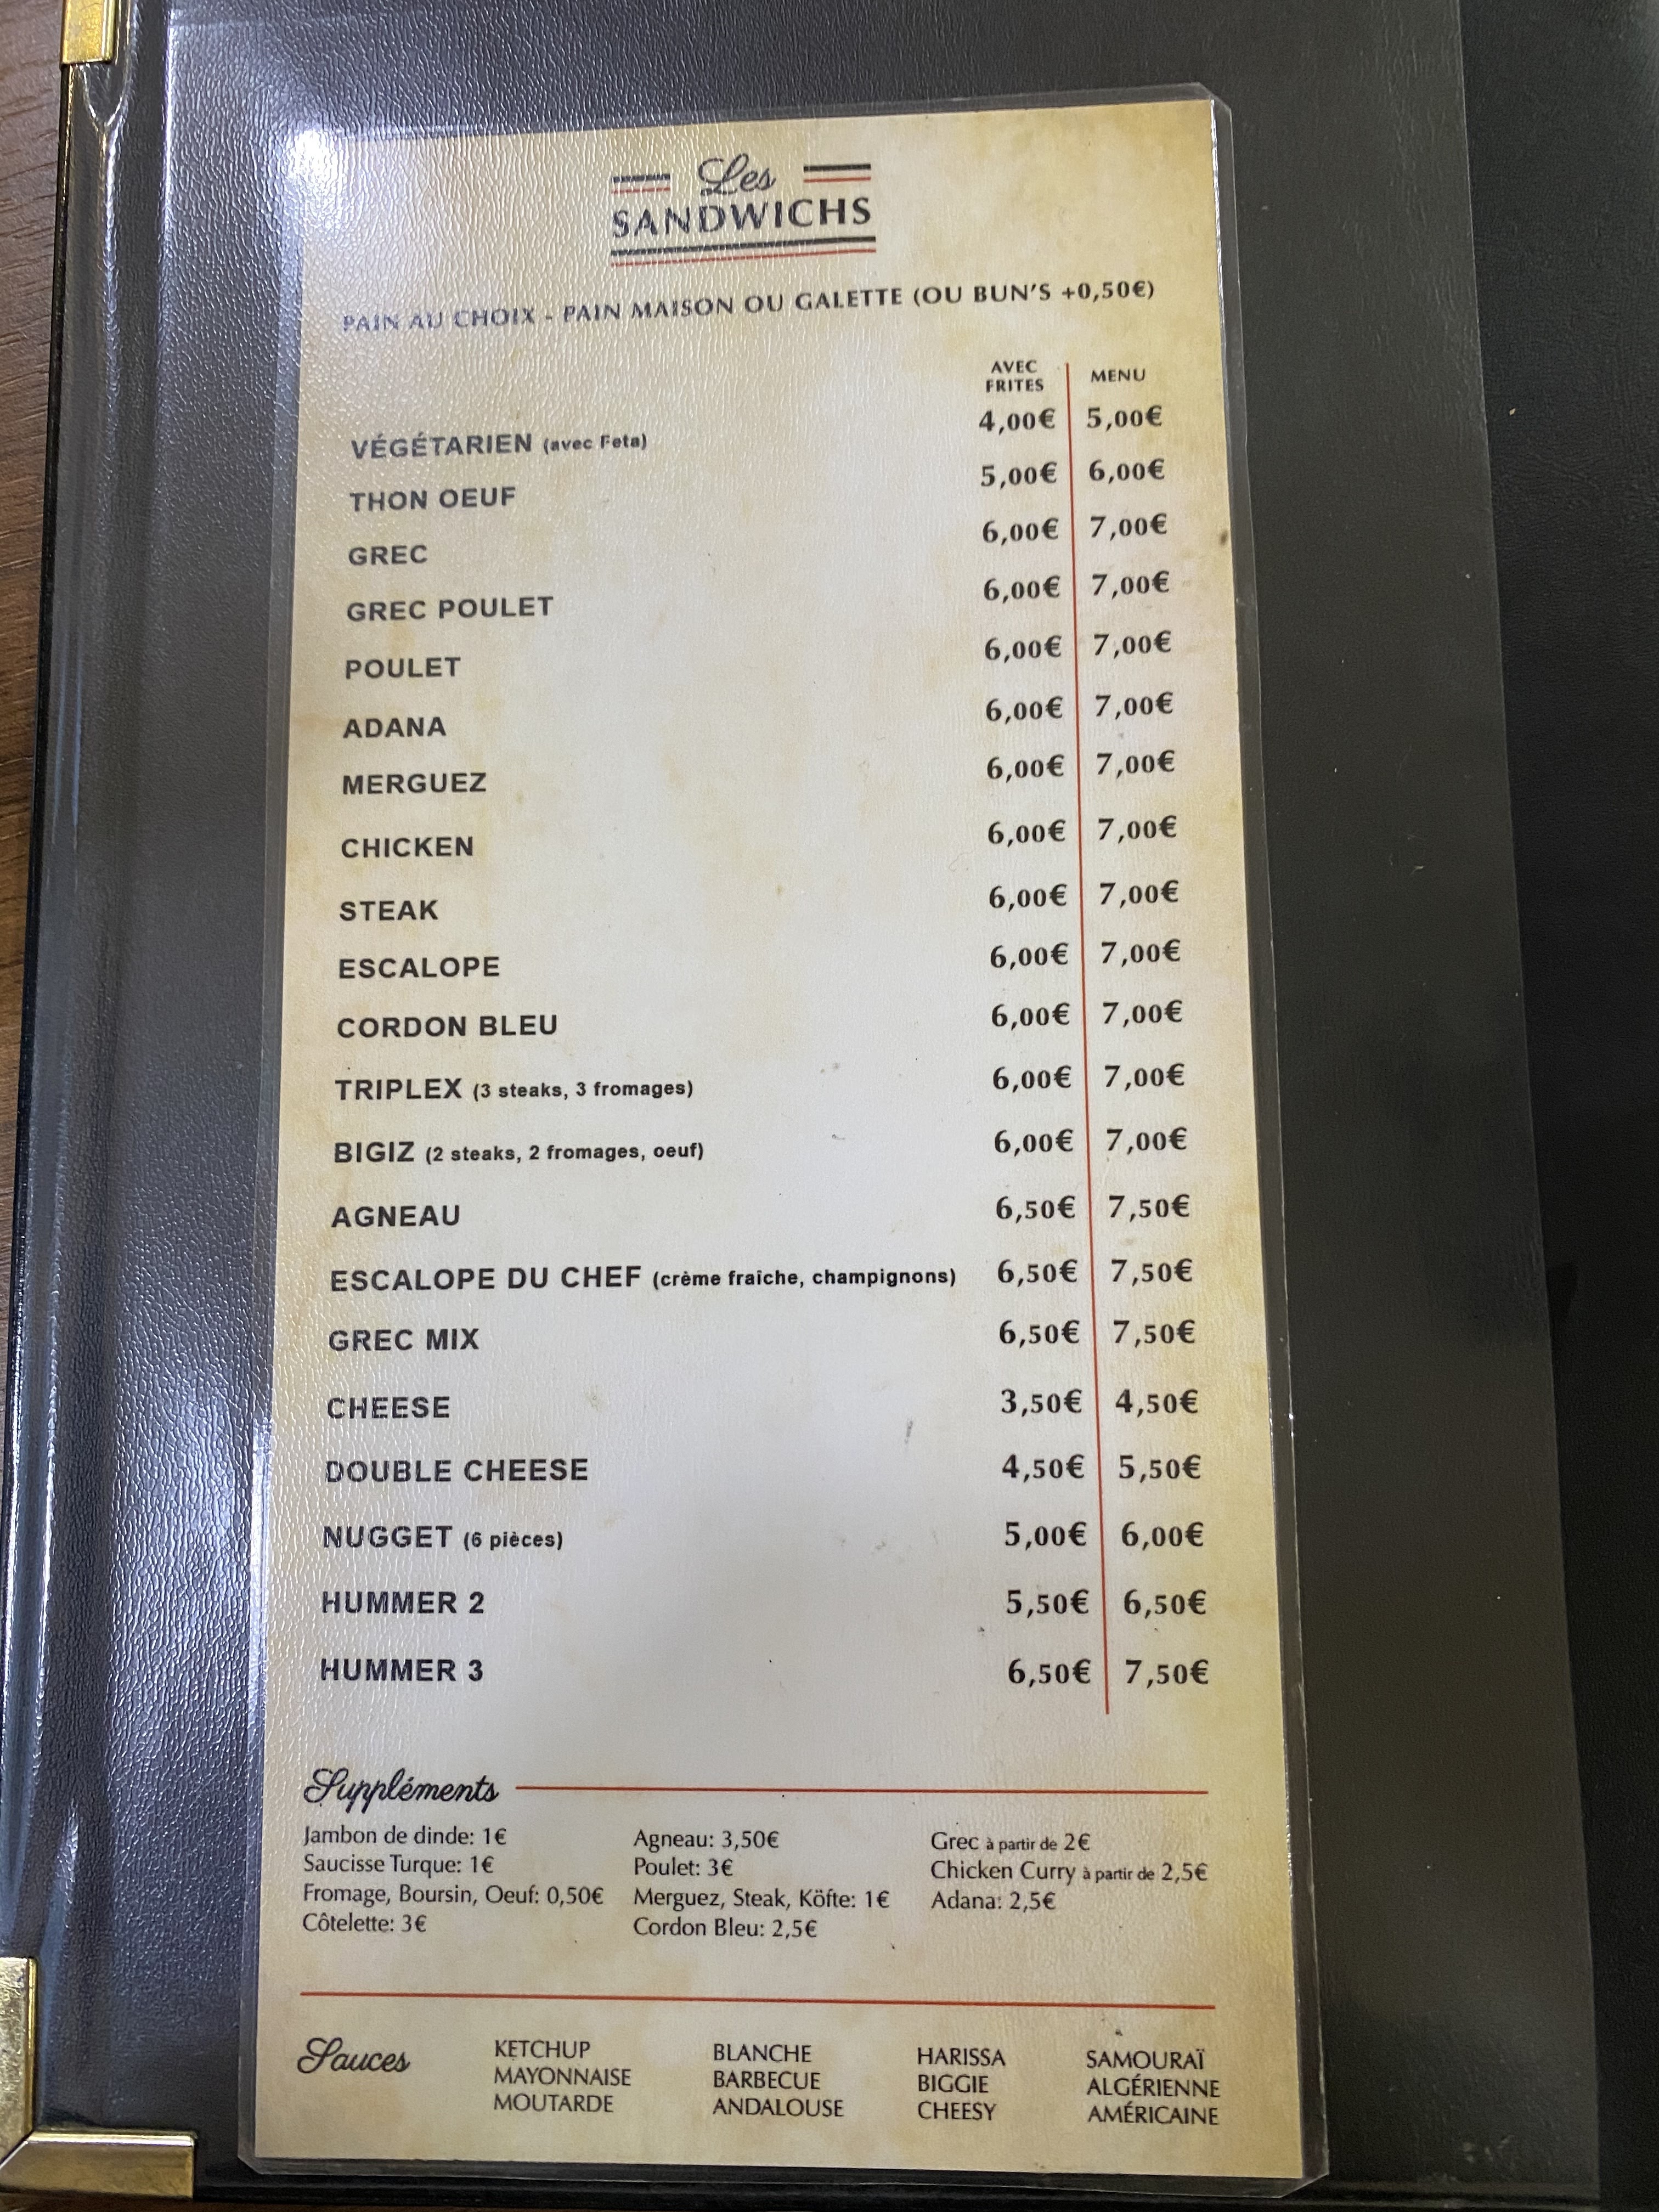 Les
SANDWICHS
PAIN AU CHOIX - PAIN MAISON OU GALETTE (OU BUN'S +0,50€)
AVEC FRITES MENU
VÉGÉTARIEN (avec Feta) 4,00€ 5,00€
THON OEUF 5,00€ 6,00€
GREC 6,00€ 7,00€
GREC POULET 6,00€ 7,00€
POULET 6,00€ 7,00€
ADANA 6,00€ 7,00€
MERGUEZ 6,00€ 7,00€
CHICKEN 6,00€ 7,00€
STEAK 6,00€ 7,00€
ESCALOPE 6,00€ 7,00€
CORDON BLEU 6,00€ 7,00€
TRIPLEX (3 steaks, 3 fromages) 6,00€ 7,00€
BIGIZ (2 steaks, 2 fromages, oeuf) 6,00€ 7,00€
AGNEAU 6,50€ 7,50€
ESCALOPE DU CHEF (crème fraîche, champignons) 6,50€ 7,50€
GREC MIX 6,50€ 7,50€
CHEESE 3,50€ 4,50€
DOUBLE CHEESE 4,50€ 5,50€
NUGGET (6 pièces) 5,00€ 6,00€
HUMMER 2 5,50€ 6,50€
HUMMER 3 6,50€ 7,50€
Suppléments
Jambon de dinde: 1€
Saucisse Turque: 1€
Fromage, Boursin, Oeuf: 0,50€
Côtelette: 3€
Agneau: 3,50€
Poulet: 3€
Merguez, Steak, Köfte: 1€
Cordon Bleu: 2,5€
Grec à partir de 2€
Chicken Curry à partir de 2,5€
Adana: 2,5€
Sauces
KETCHUP
MAYONNAISE
MOUTARDE
BLANCHE
BARBECUE
ANDALOUSE
HARISSA
BIGGIE
CHEESY
SAMOURAÏ
ALGÉRIENNE
AMÉRICAINE